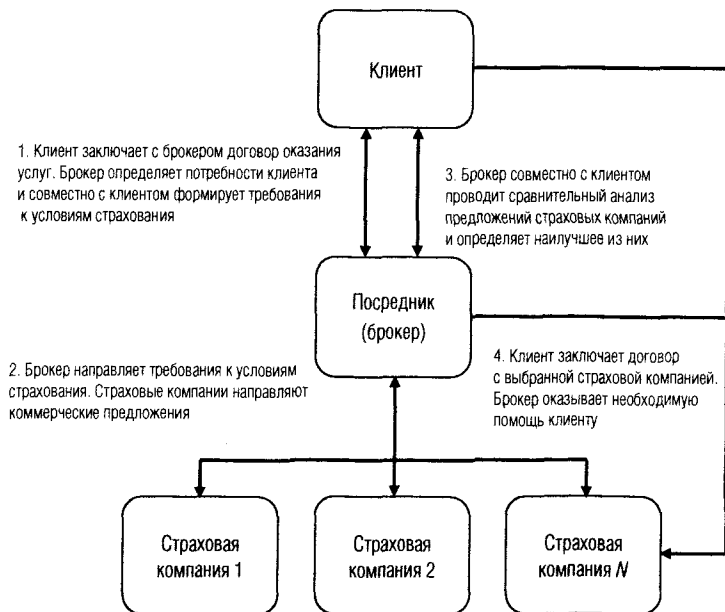 Клиент
1. Клиент заключает с брокером договор оказания
услуг. Брокер определяет потребности клиента
и совместно с клиентом формирует требования
к условиям страхования
3. Брокер совместно с клиентом
проводит сравнительный анализ
предложений страховых компаний
и определяет наилучшее из них
Посредник
(брокер)
2. Брокер направляет требования к условиям
страхования. Страховые компании направляют
коммерческие предложения
4. Клиент заключает договор
с выбранной страховой компанией.
Брокер оказывает необходимую
помощь клиенту
Страховая
компания 1
Страховая
компания 2
Страховая
компания N